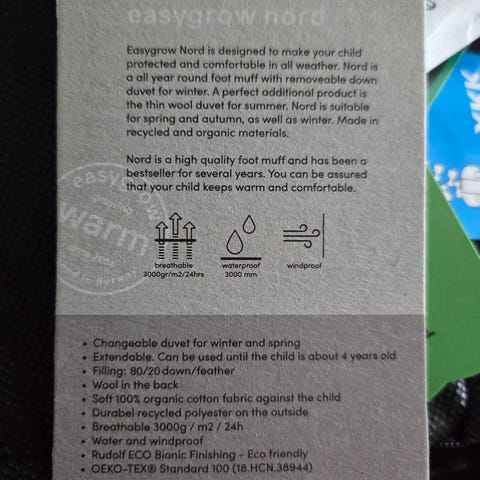 easygrow nord
Easygrow Nord is designed to make your child
protected and comfortable in all weather. Nord is
a all year round foot muff with removeable down
duvet for winter. A perfect additional product is
the thin wool duvet for summer. Nord is suitable
for spring and autumn, as well as winter. Made in
recycled and organic materials.
Nord is a high quality foot muff and has been a
bestseller for several years. You can be assured
that your child keeps warm and comfortable.
easygrow
warm
breathable
3000gr/m2/24hrs
waterproof
3000 mm
windproof
• Changeable duvet for winter and spring
• Extendable. Can be used until the child is about 4 years old
• Filling: 80/20 down/feather
• Wool in the back
• Soft 100% organic cotton fabric against the child
• Durabel recycled polyester on the outside
• Breathable 3000g / m2 / 24h
• Water and windproof
• Rudolf ECO Bionic Finishing - Eco friendly
• OEKO-TEX® Standard 100 (18.HCN.38944)